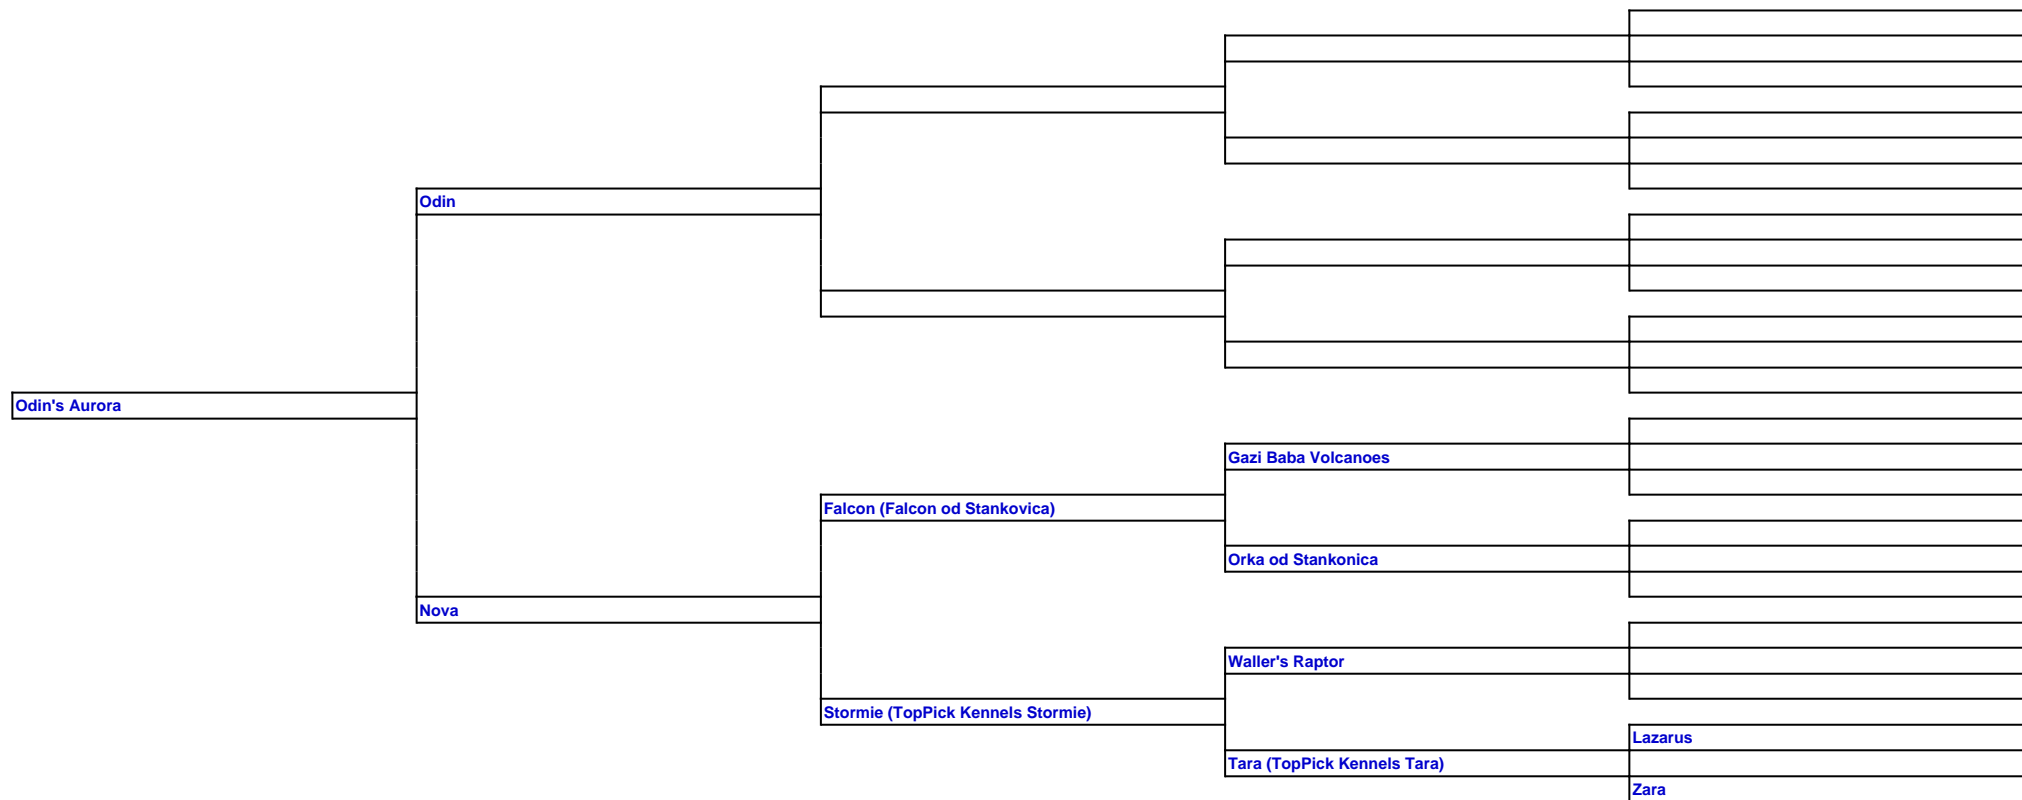 Odin
Odin's Aurora
Gazi Baba Volcanoes
Falcon (Falcon od Stankovica)
Orka od Stankonica
Nova
Waller's Raptor
Stormie (TopPick Kennels Stormie)
Lazarus
Tara (TopPick Kennels Tara)
Zara